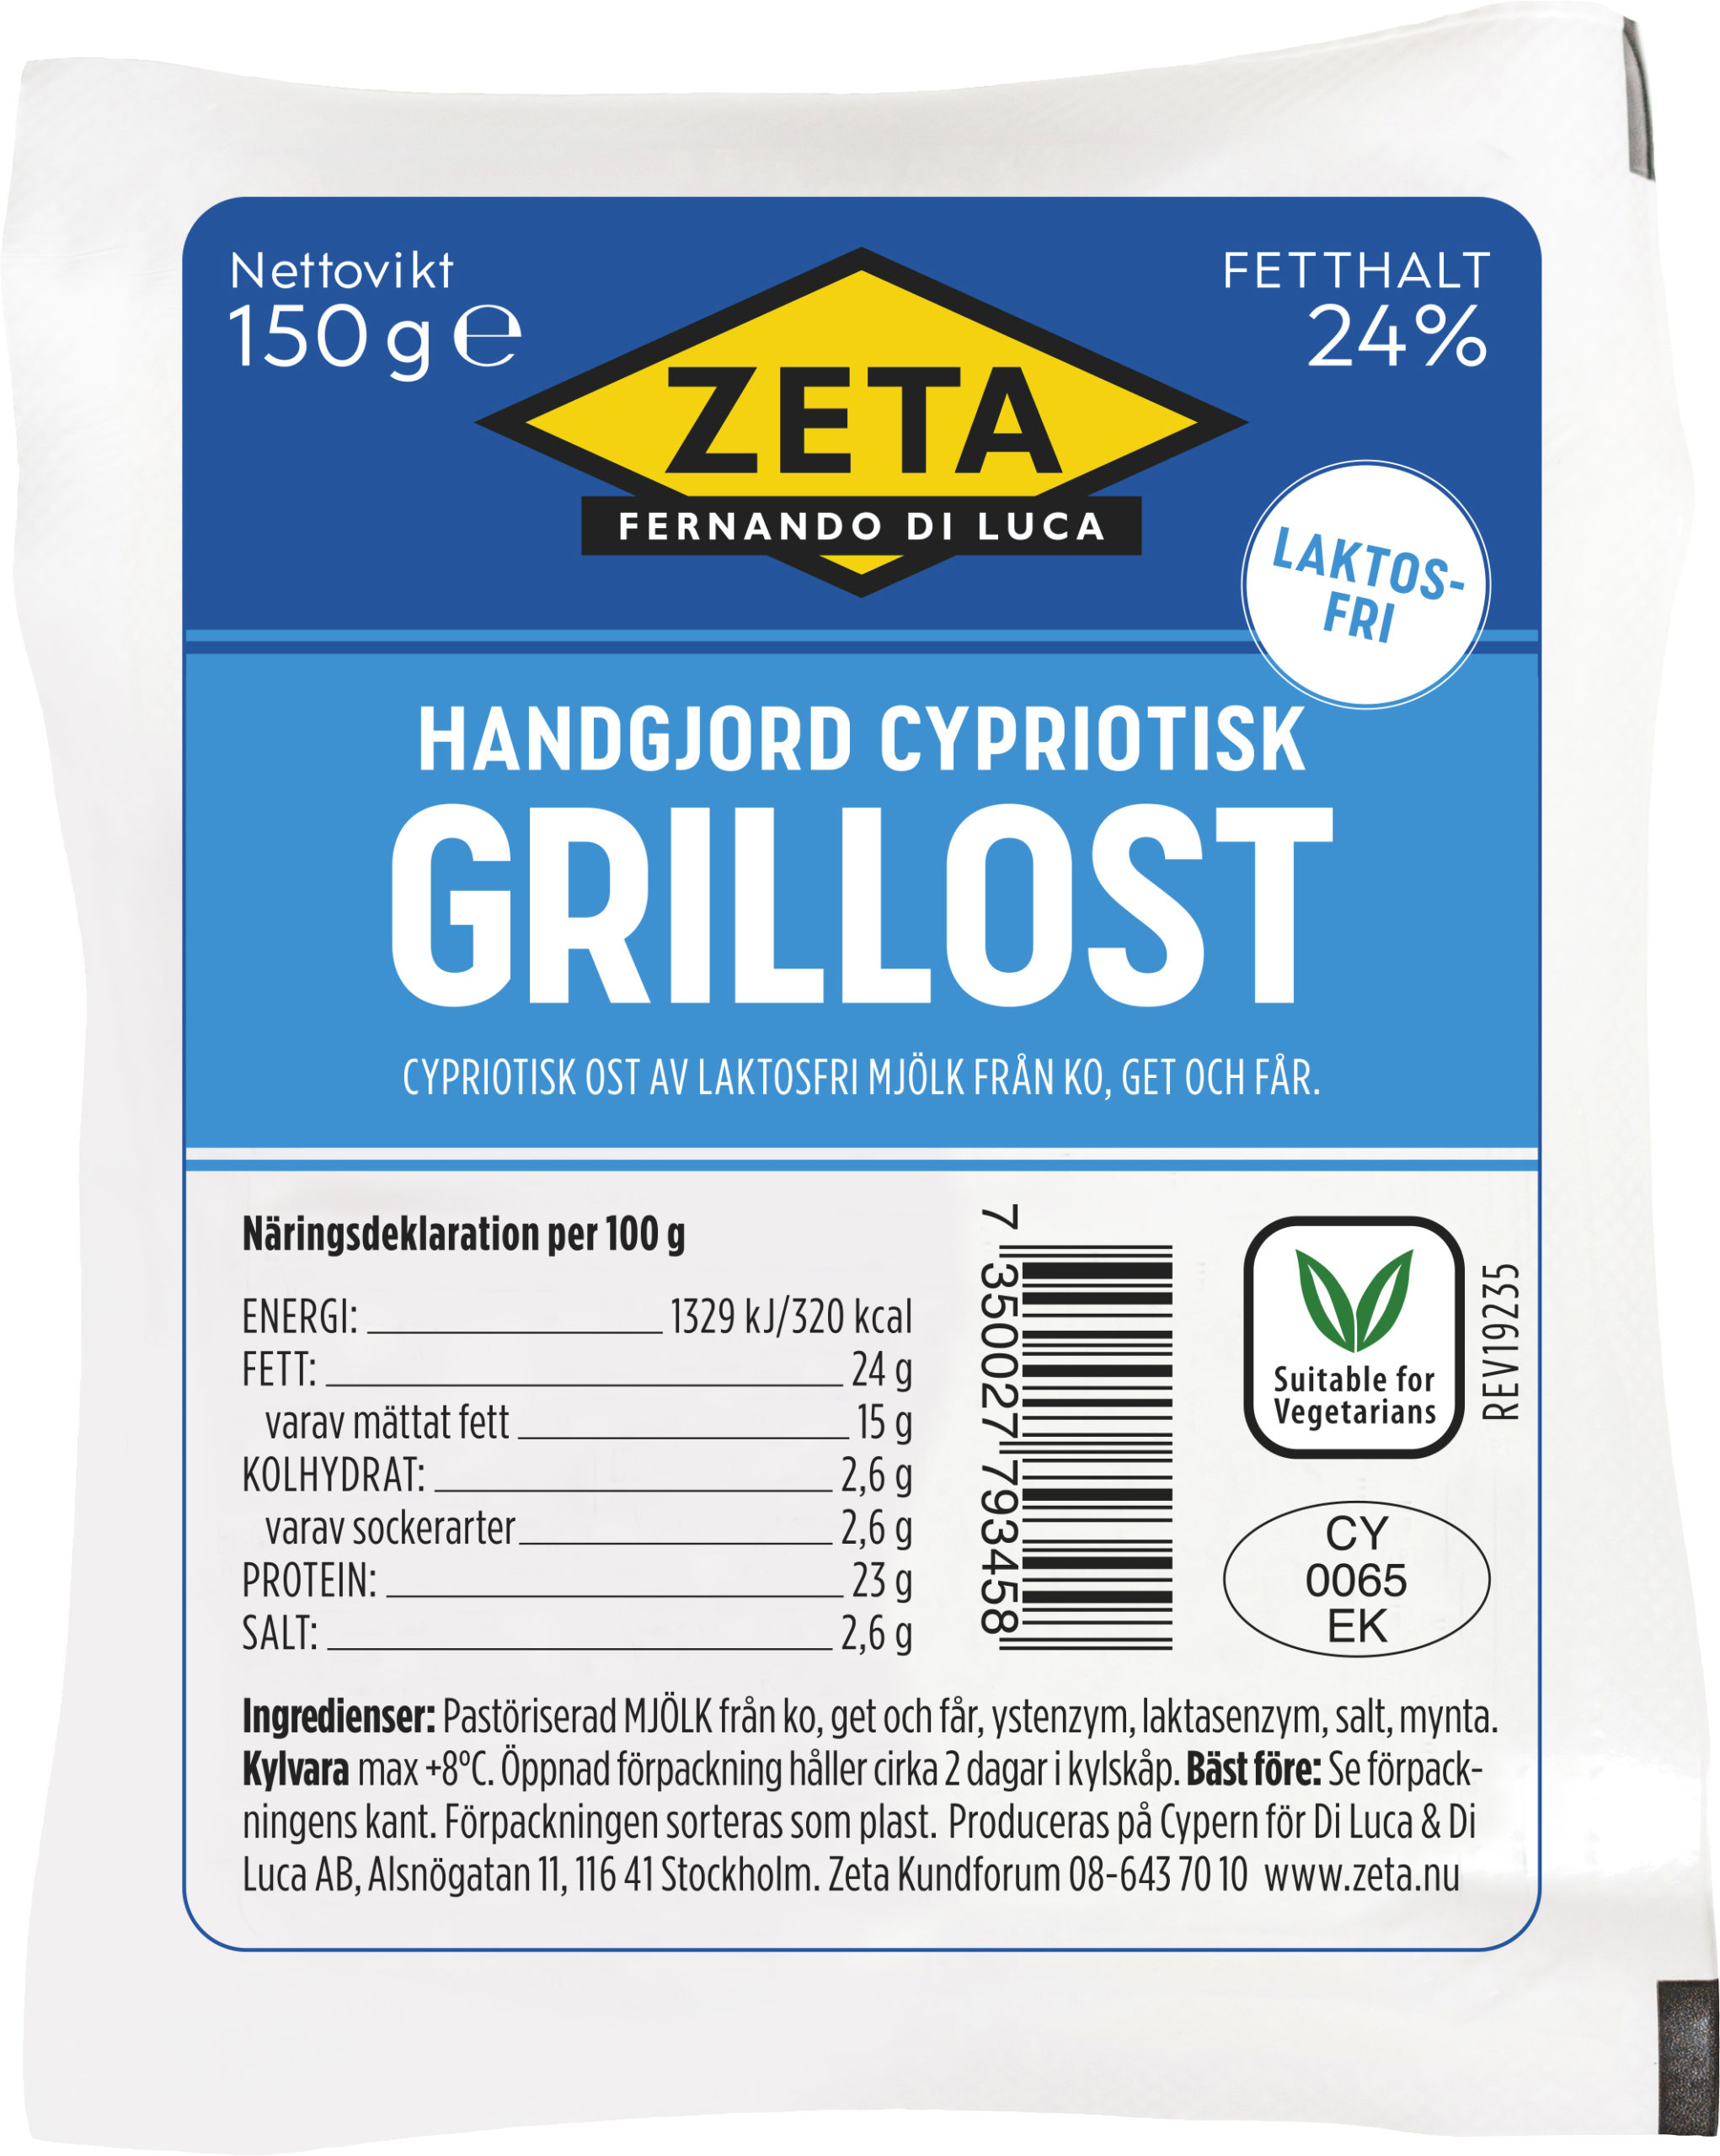 Nettovikt
150 g ℮
FETTHALT
24%
ZETA
FERNANDO DI LUCA
LAKTOS-
FRI
HANDGJORD CYPRIOTISK
GRILLOST
CYPRIOTISK OST AV LAKTOSFRI MJÖLK FRÅN KO, GET OCH FÅR.
Näringsdeklaration per 100 g
ENERGI: 1329 kJ/320 kcal
FETT: 24 g
varav mättat fett 15 g
KOLHYDRAT: 2,6 g
varav sockerarter 2,6 g
PROTEIN: 23 g
SALT: 2,6 g
7 350027 793458
Suitable for
Vegetarians
REV19235
CY
0065
EK
Ingredienser: Pastöriserad MJÖLK från ko, get och får, ystenzym, laktasenzym, salt, mynta.
Kylvara max +8°C. Öppnad förpackning håller cirka 2 dagar i kylskåp. Bäst före: Se förpack-
ningens kant. Förpackningen sorteras som plast. Produceras på Cypern för Di Luca & Di
Luca AB, Alsnögatan 11, 116 41 Stockholm. Zeta Kundforum 08-643 70 10 www.zeta.nu